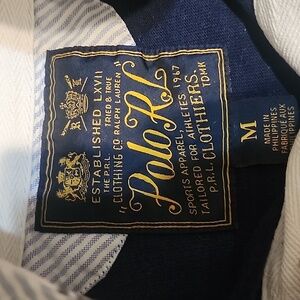 ESTABLISHED LXVII
THE P.R.L. TRIED & TRUE
"CLOTHING CO RALPH LAUREN"
Polo RL
SPORTS APPAREL, 1967
TAILORED FOR ATHLETES
P.R.L. CLOTHIERS. TDMK
M
MADE IN
PHILIPPINES
FABRIQUÉ AUX
PHILIPPINES